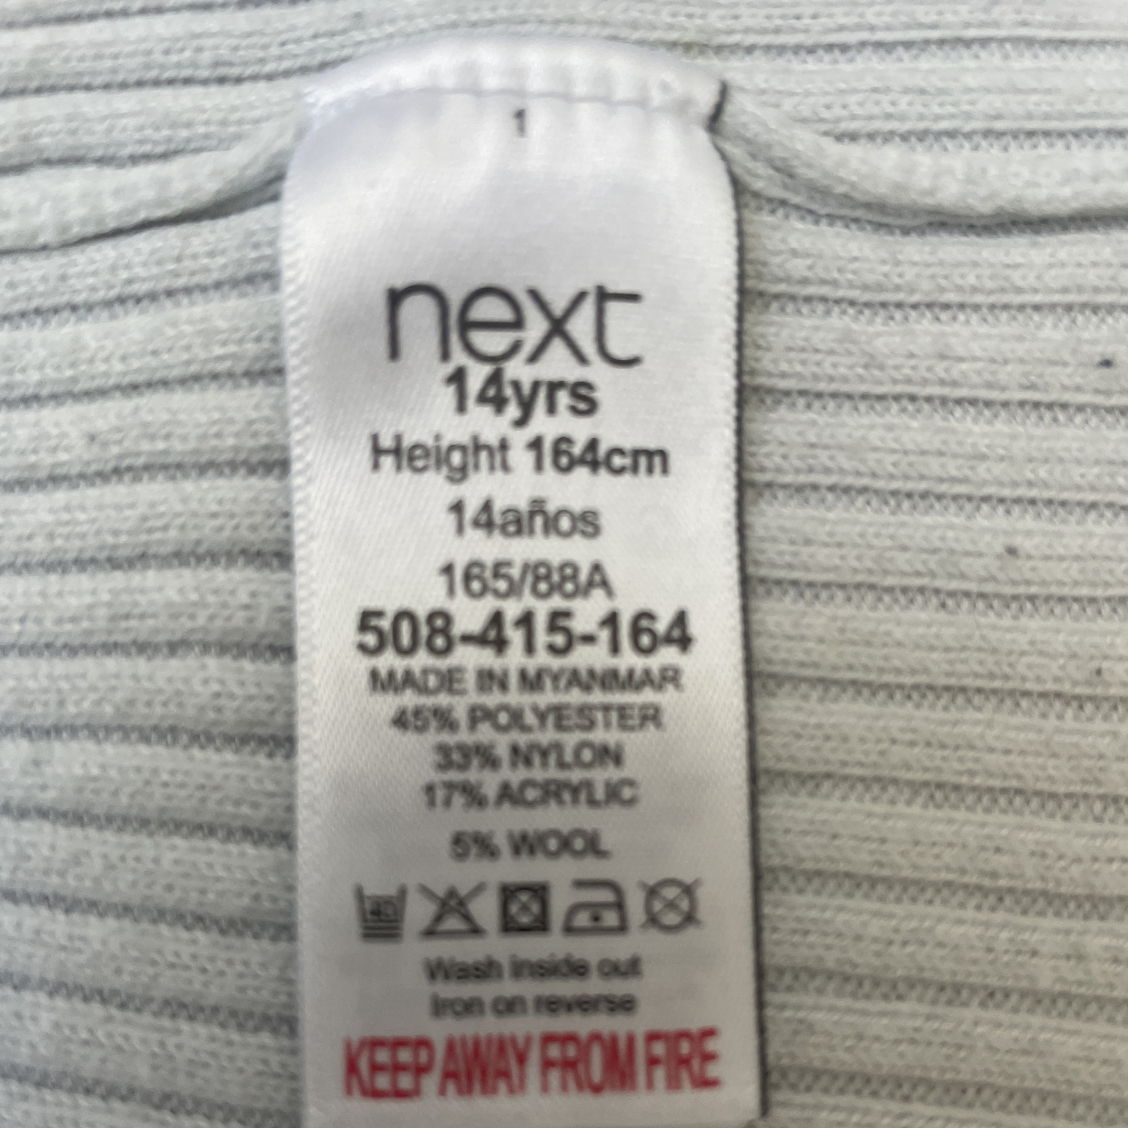 1
next
14yrs
Height 164cm
14años
165/88A
508-415-164
MADE IN MYANMAR
45% POLYESTER
33% NYLON
17% ACRYLIC
5% WOOL
40
Wash inside out
Iron on reverse
KEEP AWAY FROM FIRE